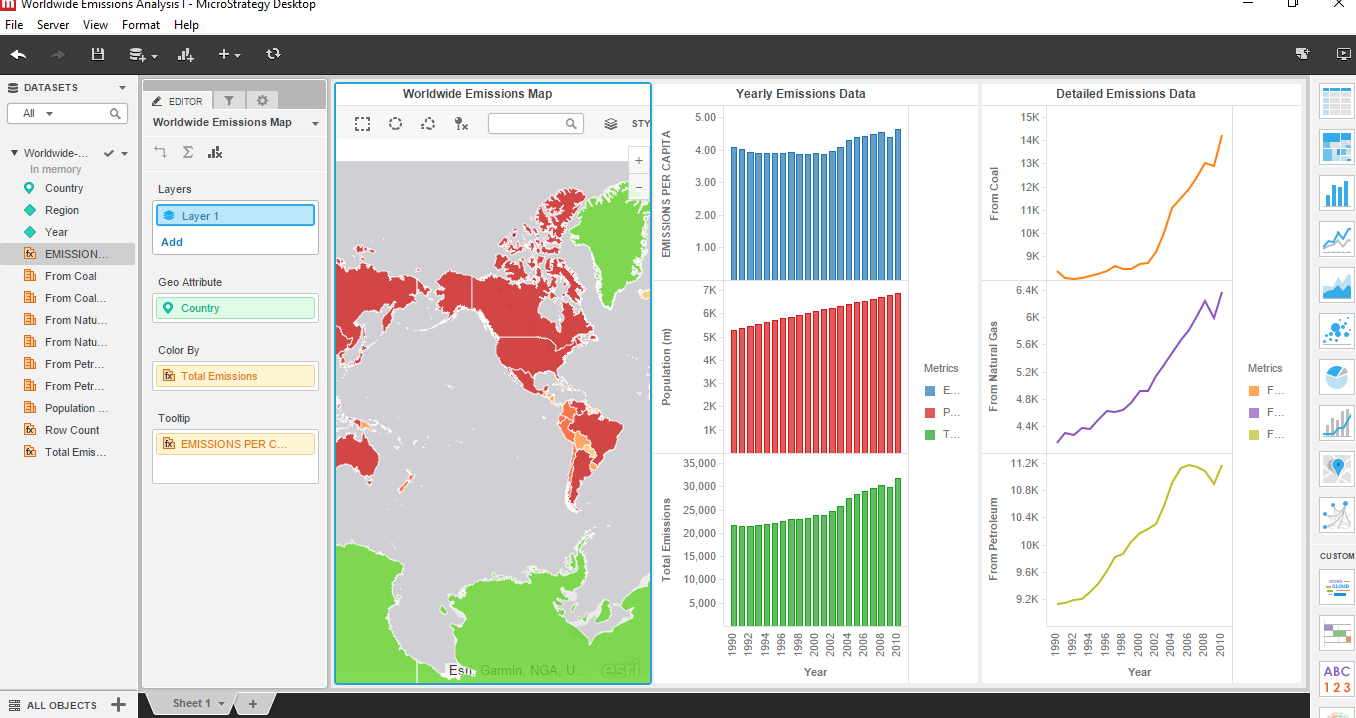 Worldwide Emissions Analysis I - MicroStrategy Desktop
File Server View Format Help
DATASETS
All
Worldwide-...
In memory
Country
Region
Year
EMISSION...
From Coal
From Coal...
From Natu...
From Natu...
From Petr...
From Petr...
Population ...
Row Count
Total Emis...
ALL OBJECTS
EDITOR
Worldwide Emissions Map
Layers
Layer 1
Add
Geo Attribute
Country
Color By
Total Emissions
Tooltip
EMISSIONS PER C...
Worldwide Emissions Map
STY
+
−
Esri, Garmin, NGA, U...
esri
Yearly Emissions Data
EMISSIONS PER CAPITA
5.00
4.00
3.00
2.00
1.00
Population (m)
7K
6K
5K
4K
3K
2K
1K
Total Emissions
35,000
30,000
25,000
20,000
15,000
10,000
5,000
1990 1992 1994 1996 1998 2000 2002 2004 2006 2008 2010
Year
Metrics
E...
P...
T...
Detailed Emissions Data
From Coal
15K
14K
13K
12K
11K
10K
9K
From Natural Gas
6.4K
6K
5.6K
5.2K
4.8K
4.4K
From Petroleum
11.2K
10.8K
10.4K
10K
9.6K
9.2K
1990 1992 1994 1996 1998 2000 2002 2004 2006 2008 2010
Year
Metrics
F...
F...
F...
CUSTOM
WORD
CLOUD
ABC
123
Sheet 1
+